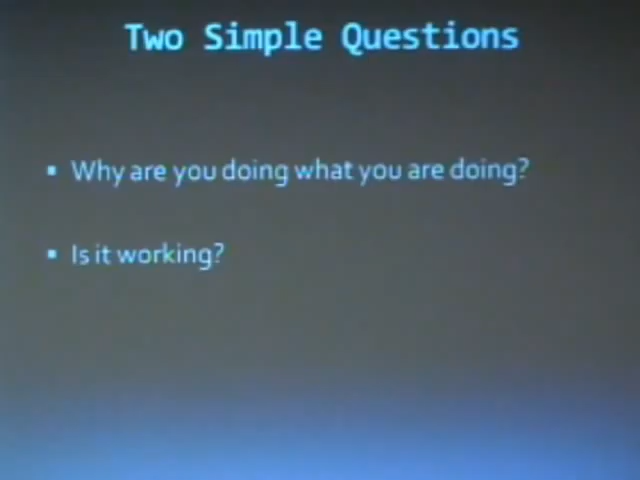 Two Simple Questions
Why are you doing what you are doing?
Is it working?